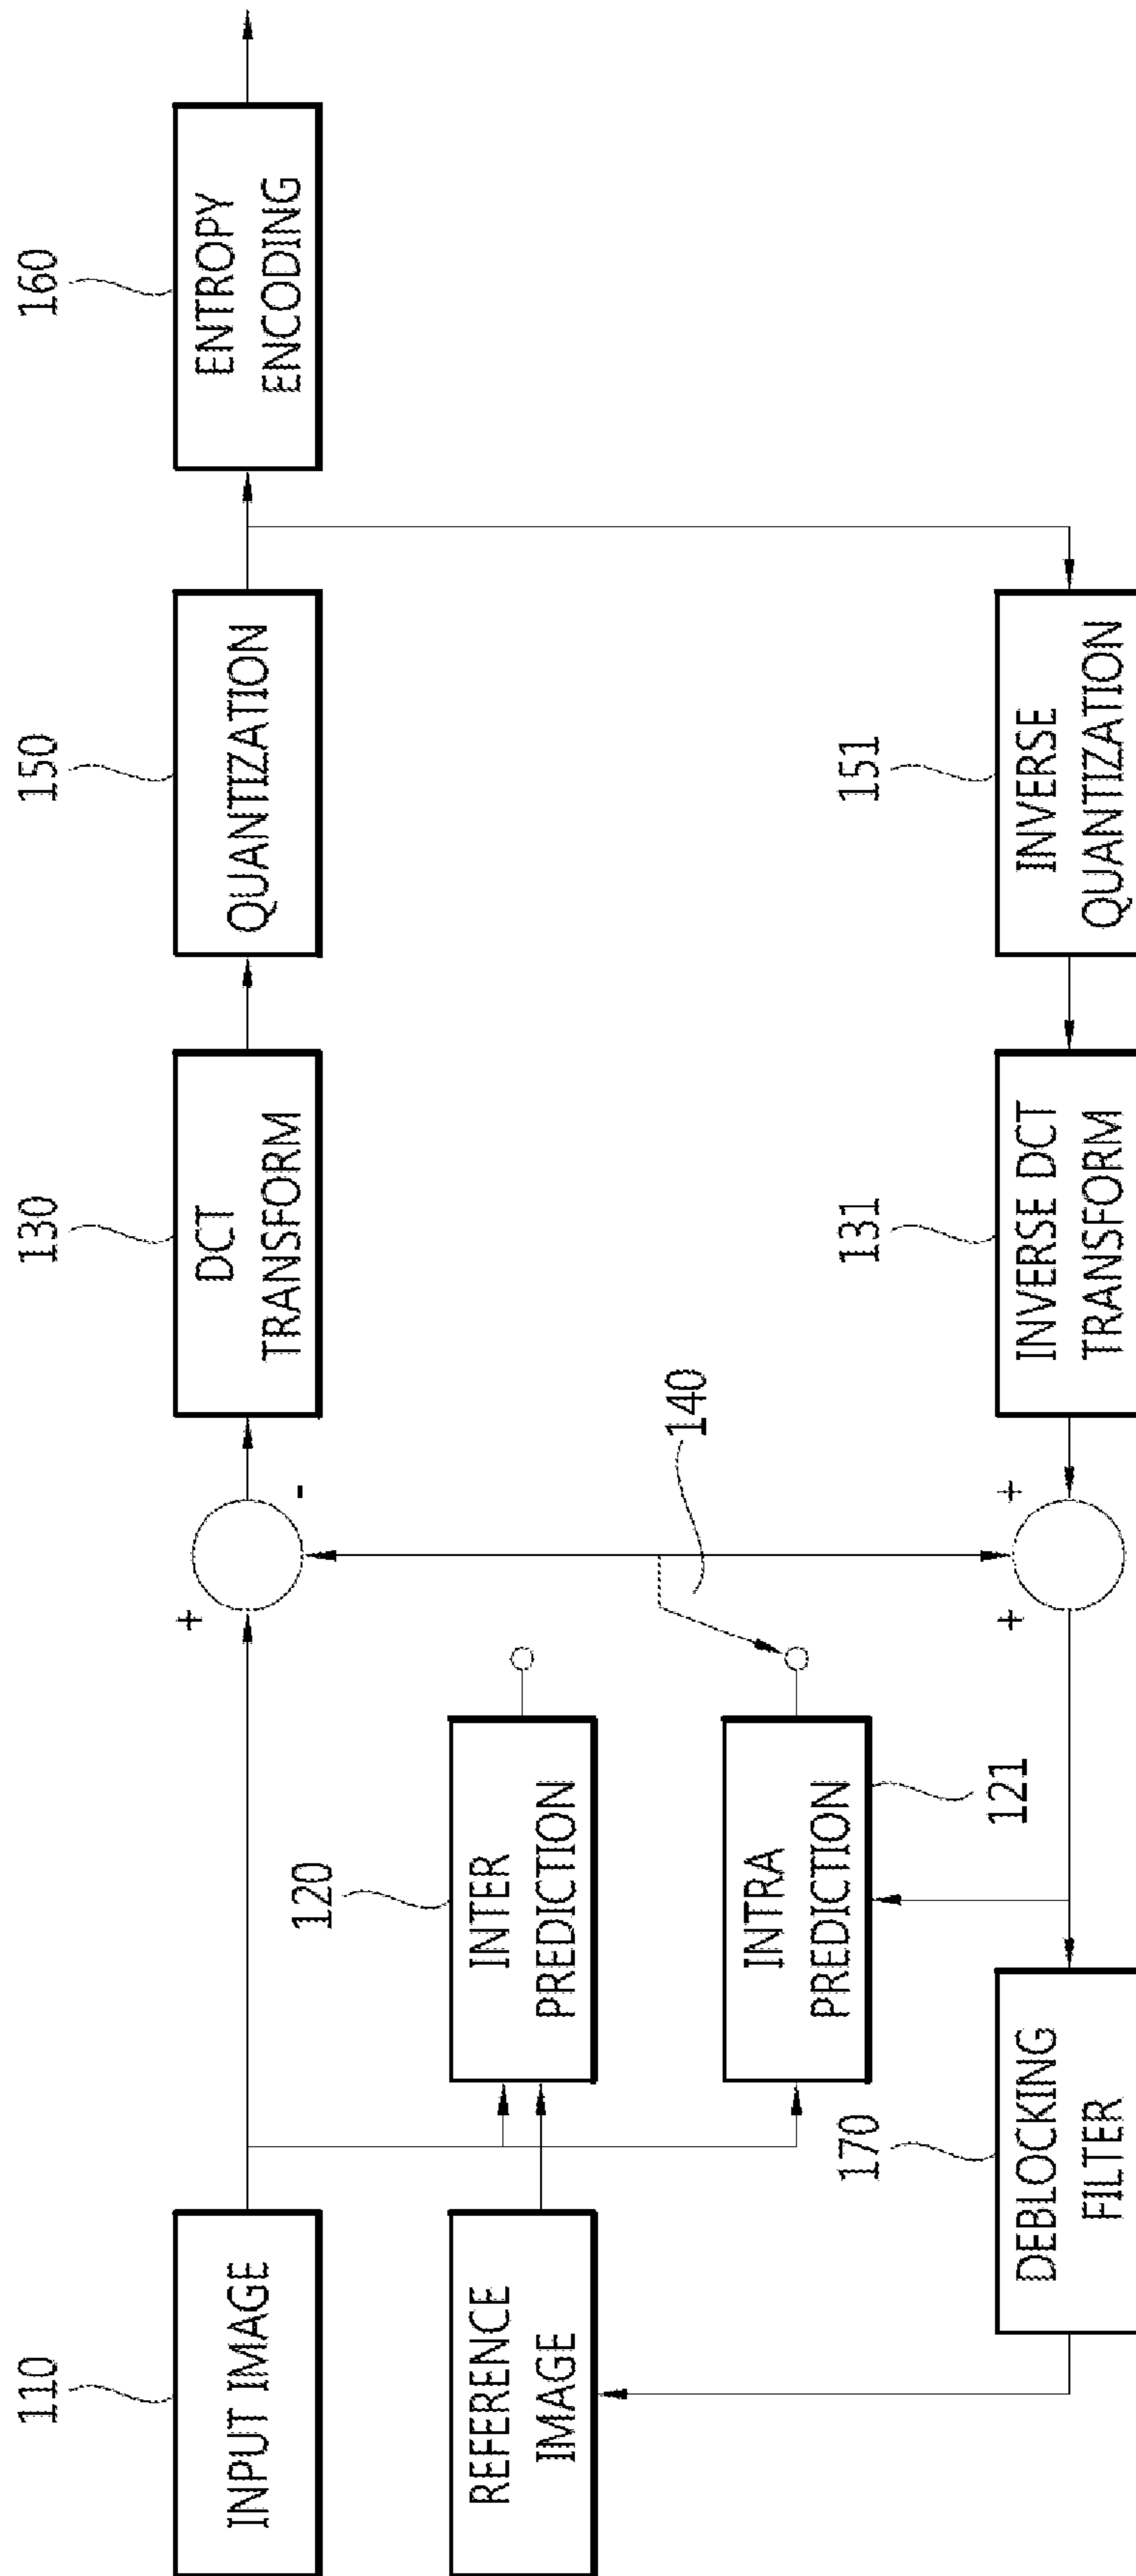 110
INPUT IMAGE
+
-
130
DCT
TRANSFORM
150
QUANTIZATION
160
ENTROPY
ENCODING
REFERENCE
IMAGE
120
INTER
PREDICTION
140
INTRA
PREDICTION
121
170
DEBLOCKING
FILTER
+
+
131
INVERSE DCT
TRANSFORM
151
INVERSE
QUANTIZATION